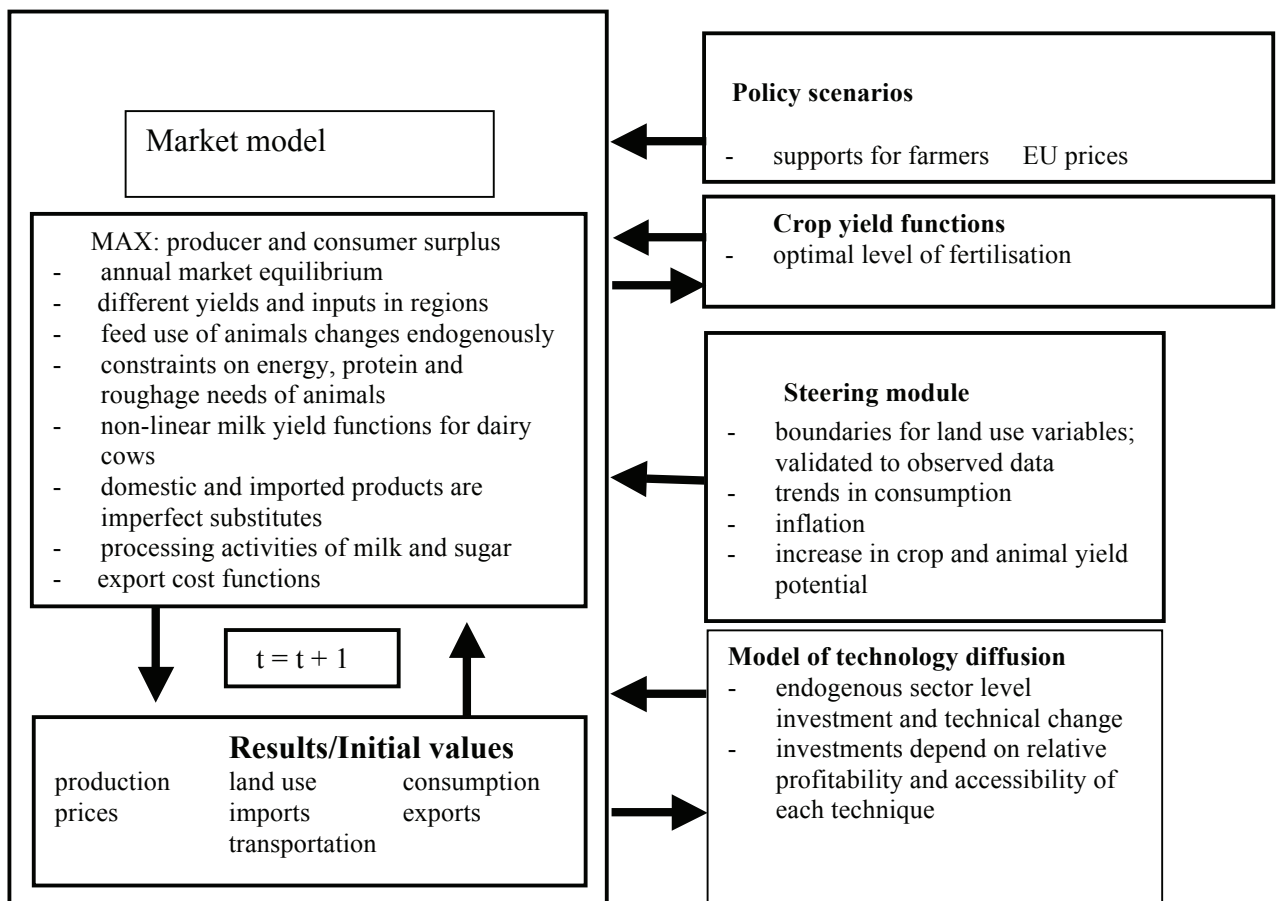 Market model
MAX: producer and consumer surplus
- annual market equilibrium
- different yields and inputs in regions
- feed use of animals changes endogenously
- constraints on energy, protein and
roughage needs of animals
- non-linear milk yield functions for dairy
cows
- domestic and imported products are
imperfect substitutes
- processing activities of milk and sugar
- export cost functions
t = t + 1
Results/Initial values
production land use consumption
prices imports exports
transportation
Policy scenarios
- supports for farmers EU prices
Crop yield functions
- optimal level of fertilisation
Steering module
- boundaries for land use variables;
validated to observed data
- trends in consumption
- inflation
- increase in crop and animal yield
potential
Model of technology diffusion
- endogenous sector level
investment and technical change
- investments depend on relative
profitability and accessibility of
each technique